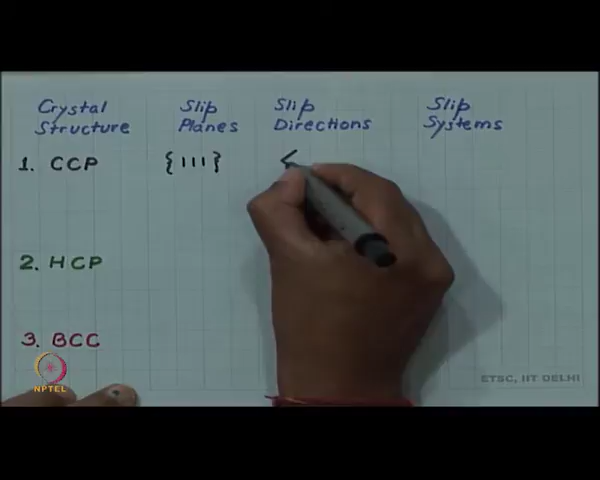 Crystal Structure
Slip Planes
Slip Directions
Slip Systems
1. CCP {111} <
2. HCP
3. BCC
NPTEL
ETSC, IIT DELHI